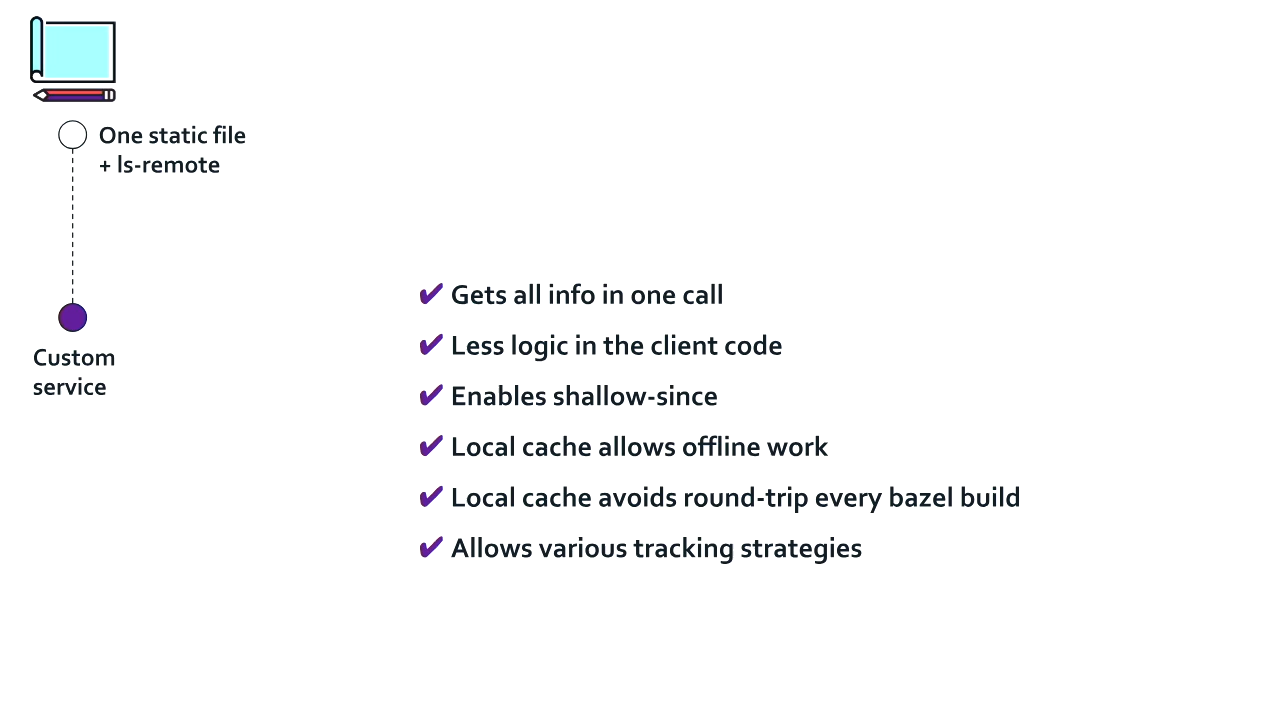 One static file
+ ls-remote
Custom
service
✔ Gets all info in one call
✔ Less logic in the client code
✔ Enables shallow-since
✔ Local cache allows offline work
✔ Local cache avoids round-trip every bazel build
✔ Allows various tracking strategies